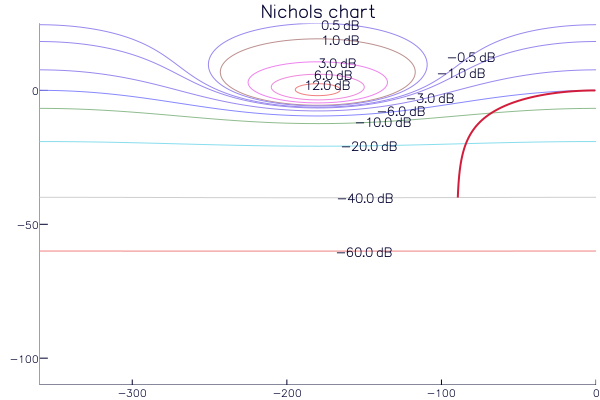 Nichols chart
0.5 dB
1.0 dB
−0.5 dB
3.0 dB
−1.0 dB
6.0 dB
12.0 dB
0
−3.0 dB
−6.0 dB
−10.0 dB
−20.0 dB
−40.0 dB
−50
−60.0 dB
−100
−300
−200
−100
0